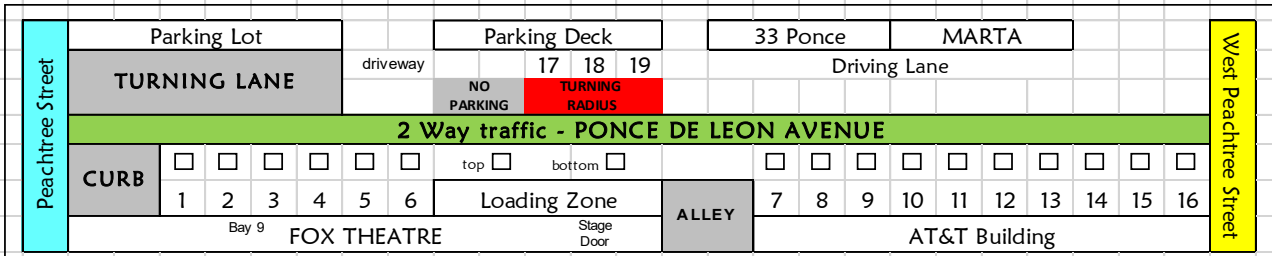 Peachtree Street
Parking Lot Parking Deck 33 Ponce MARTA
TURNING LANE driveway 17 18 19 Driving Lane
NO PARKING TURNING RADIUS
2 Way traffic - PONCE DE LEON AVENUE
CURB top bottom
1 2 3 4 5 6 Loading Zone ALLEY 7 8 9 10 11 12 13 14 15 16
Bay 9 FOX THEATRE Stage Door AT&T Building
West Peachtree Street